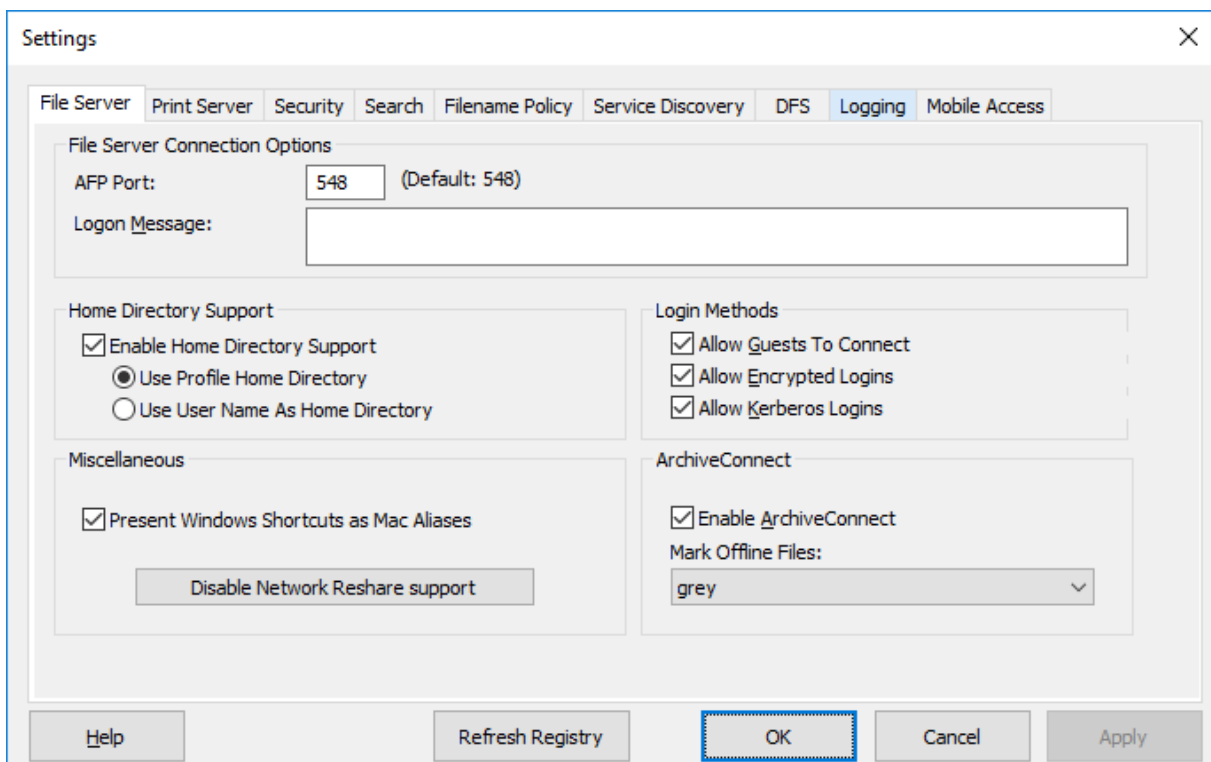 Settings
File Server Print Server Security Search Filename Policy Service Discovery DFS Logging Mobile Access
File Server Connection Options
AFP Port: 548 (Default: 548)
Logon Message:
Home Directory Support
Enable Home Directory Support
Use Profile Home Directory
Use User Name As Home Directory
Login Methods
Allow Guests To Connect
Allow Encrypted Logins
Allow Kerberos Logins
Miscellaneous
Present Windows Shortcuts as Mac Aliases
Disable Network Reshare support
ArchiveConnect
Enable ArchiveConnect
Mark Offline Files:
grey
Help Refresh Registry OK Cancel Apply